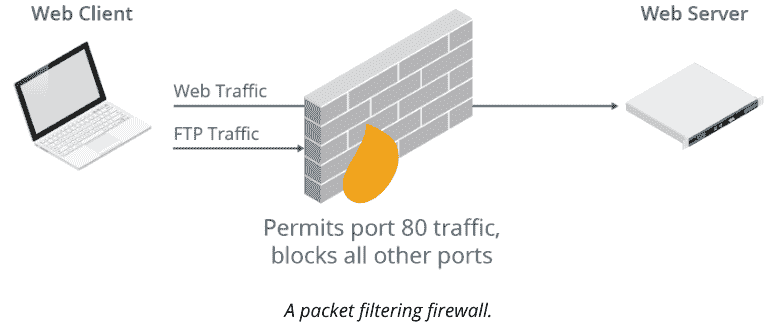 Web Client
Web Server
Web Traffic
FTP Traffic
Permits port 80 traffic,
blocks all other ports
A packet filtering firewall.